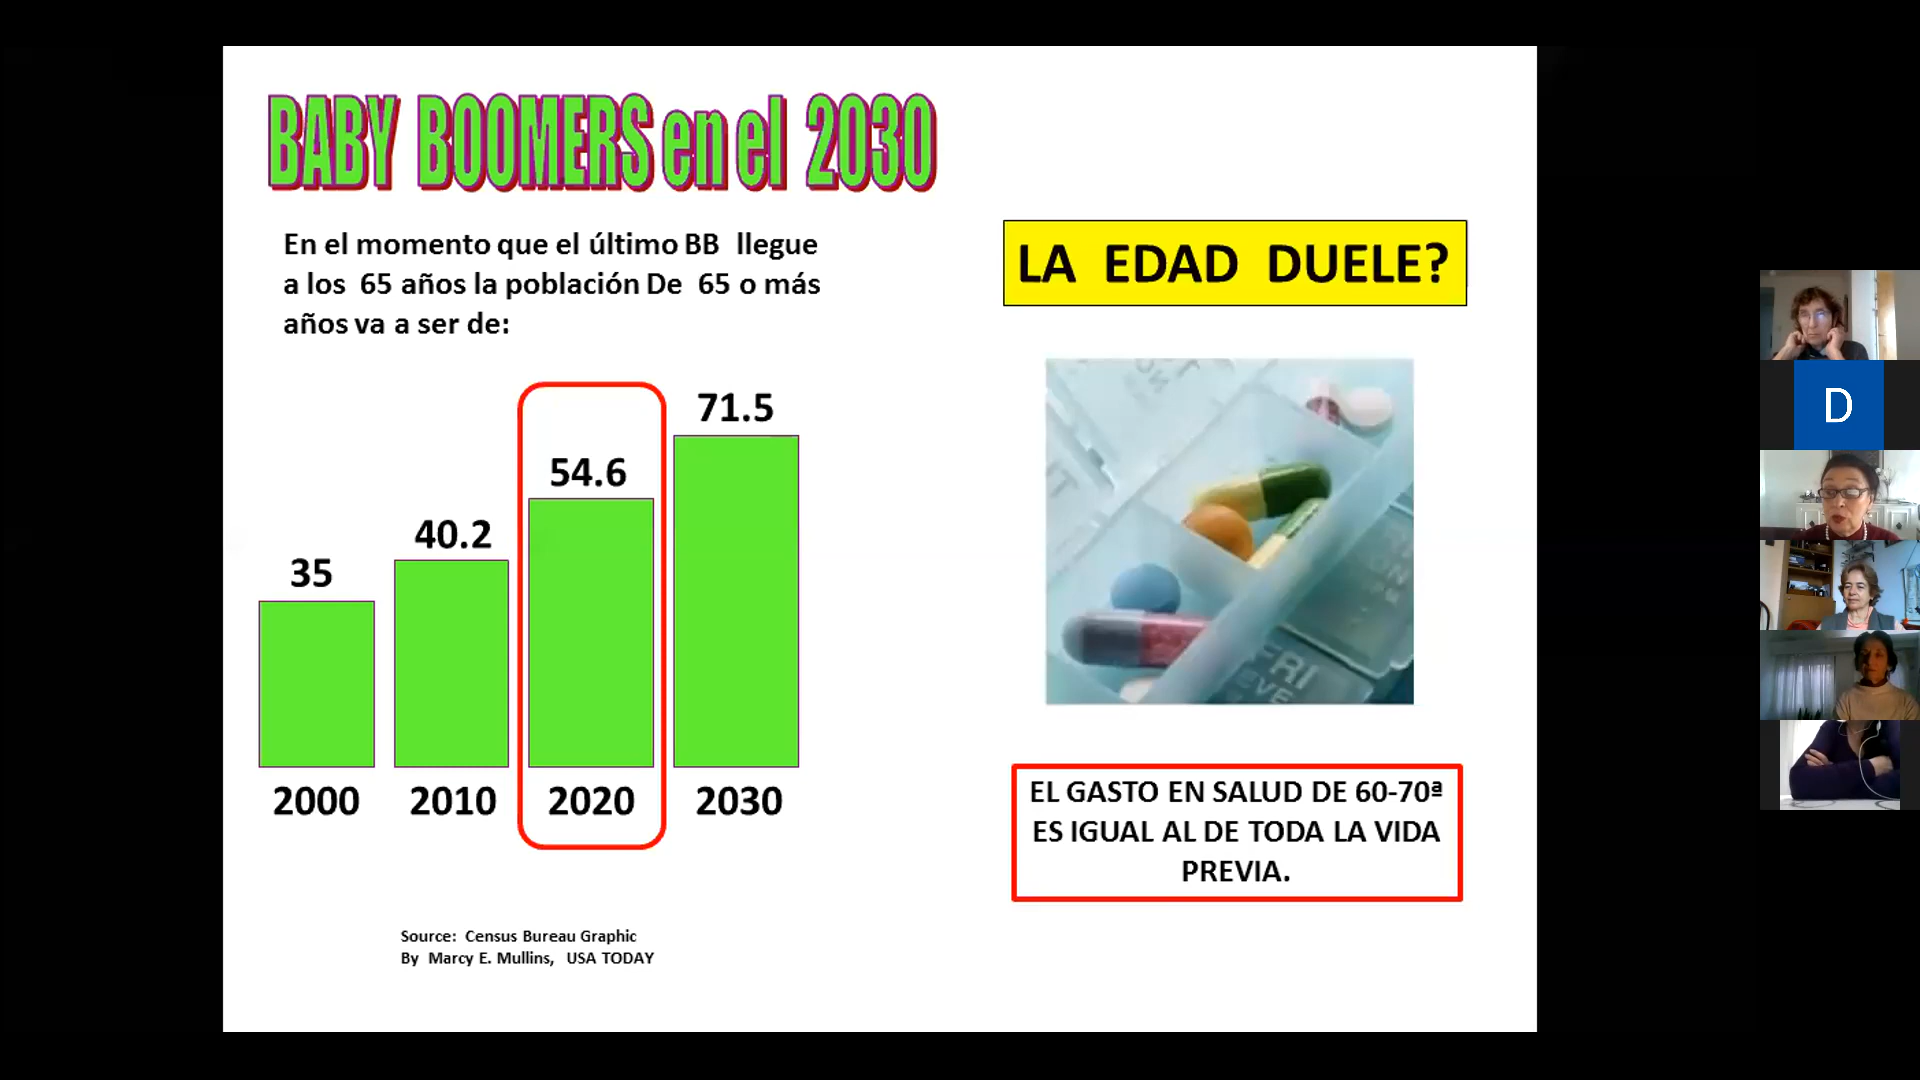 BABY BOOMERS en el 2030
En el momento que el último BB llegue
a los 65 años la población De 65 o más
años va a ser de:
35
40.2
54.6
71.5
2000
2010
2020
2030
Source: Census Bureau Graphic
By Marcy E. Mullins, USA TODAY
LA EDAD DUELE?
FRI
EVE
EL GASTO EN SALUD DE 60-70ª
ES IGUAL AL DE TODA LA VIDA
PREVIA.
D